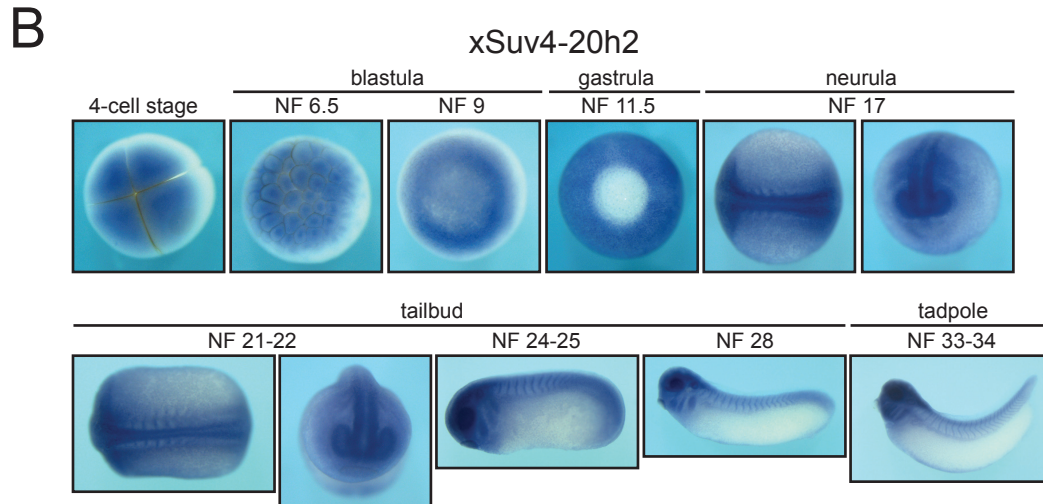 B
xSuv4-20h2
blastula gastrula neurula
4-cell stage NF 6.5 NF 9 NF 11.5 NF 17
tailbud tadpole
NF 21-22 NF 24-25 NF 28 NF 33-34